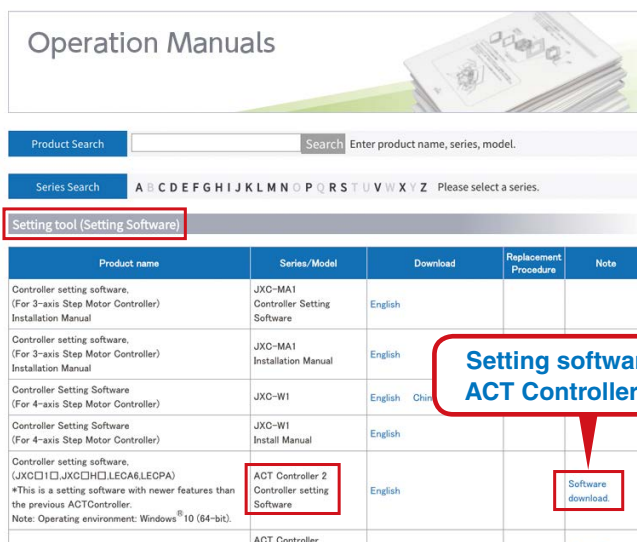 Operation Manuals
Product Search
Search Enter product name, series, model.
Series Search A B C D E F G H I J K L M N O P Q R S T U V W X Y Z Please select a series.
Setting tool (Setting Software)
Product name Series/Model Download Replacement Procedure Note
Controller setting software,
(For 3-axis Step Motor Controller)
Installation Manual
JXC-MA1
Controller Setting
Software
English
Controller setting software,
(For 3-axis Step Motor Controller)
Installation Manual
JXC-MA1
Installation Manual
English
Controller Setting Software
(For 4-axis Step Motor Controller)
JXC-W1
English
Controller Setting Software
(For 4-axis Step Motor Controller)
JXC-W1
Install Manual
English
Setting
ACT Controller
Controller setting software,
(JXC□1□,JXC□H□,LECA6,LECPA)
*This is a setting software with newer features than
the previous ACTController.
Note: Operating environment: Windows®10 (64-bit).
ACT Controller 2
Controller setting
Software
English
Software
download.
ACT Controller